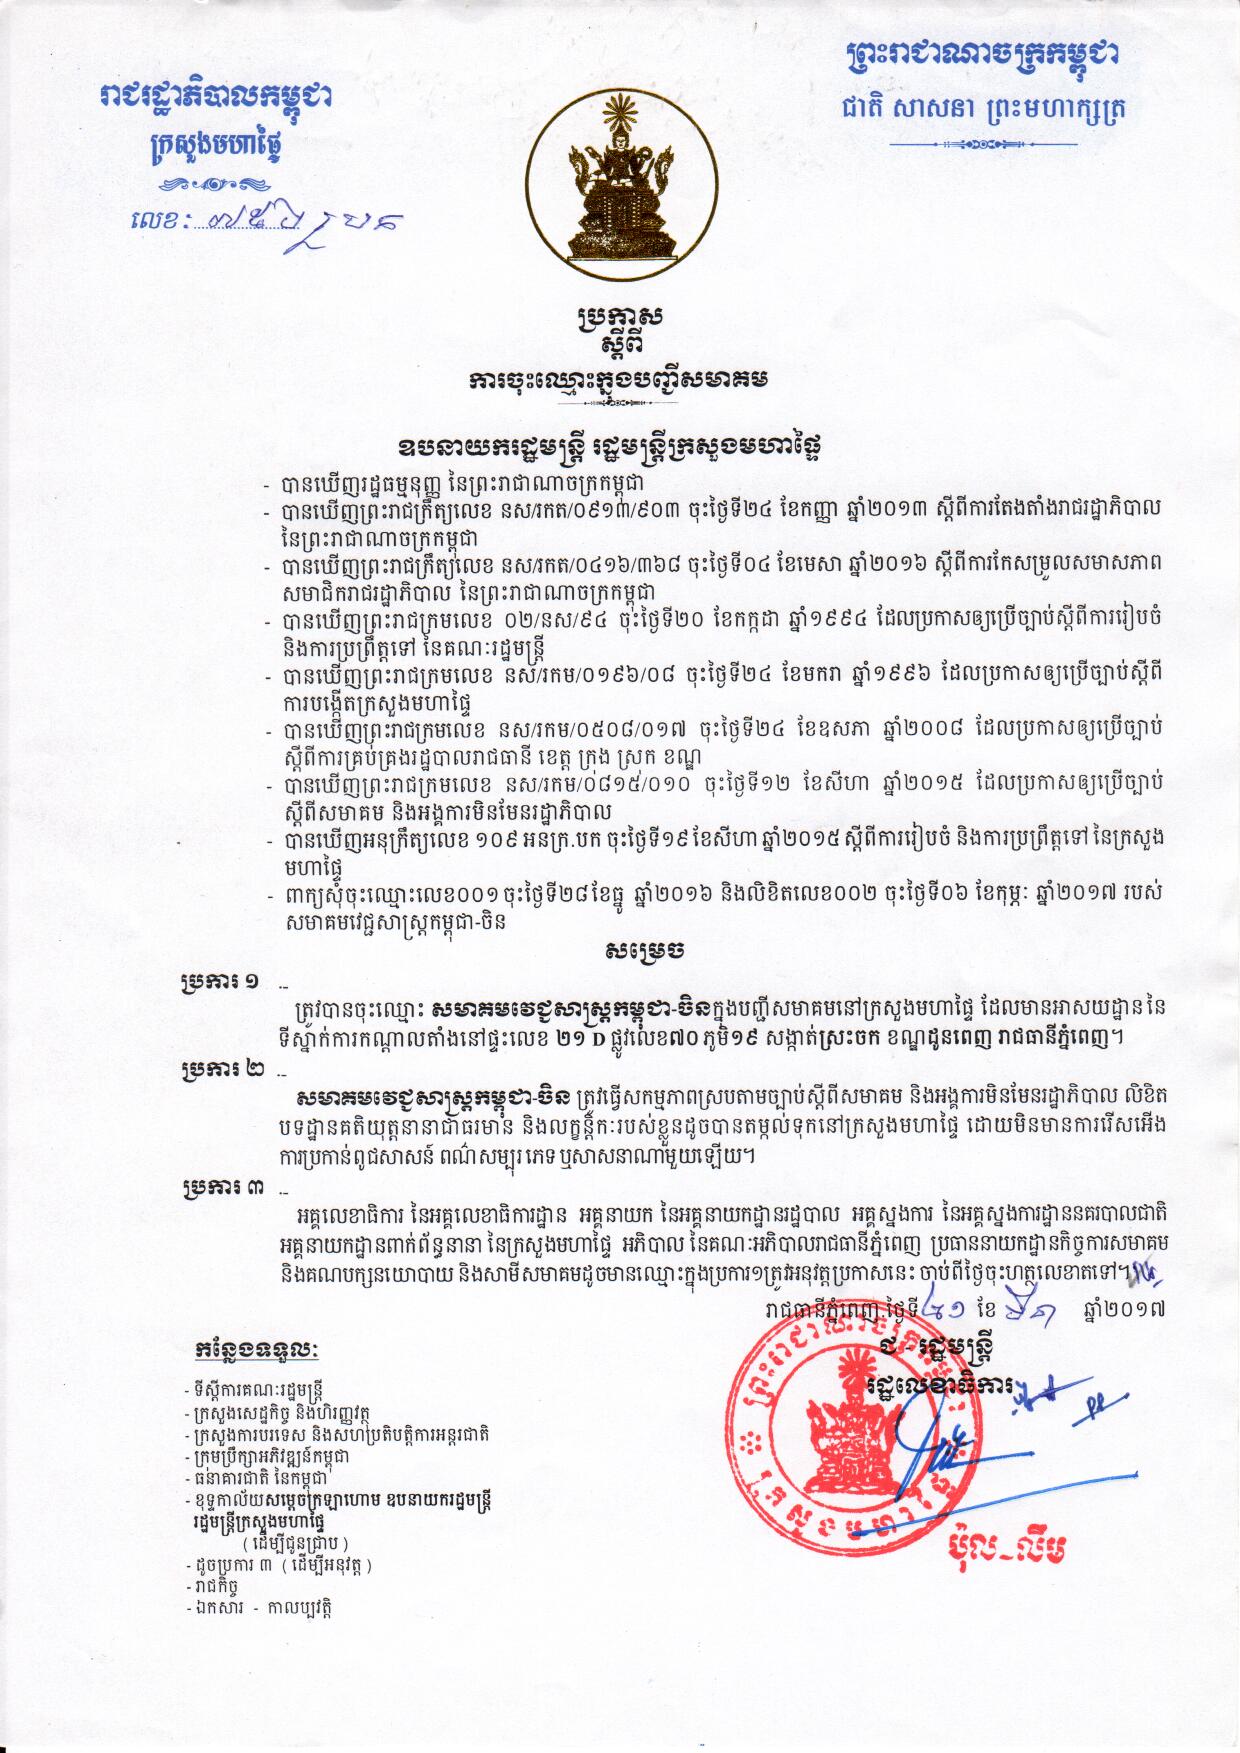 ព្រះរាជាណាចក្រកម្ពុជា
ជាតិ សាសនា ព្រះមហាក្សត្រ
រាជរដ្ឋាភិបាលកម្ពុជា
ក្រសួងមហាផ្ទៃ
លេខ: ៧៥៦ ប្រ.បក
ប្រកាស
ស្ដីពី
ការចុះឈ្មោះក្នុងបញ្ជីសមាគម
ឧបនាយករដ្ឋមន្ត្រី រដ្ឋមន្ត្រីក្រសួងមហាផ្ទៃ
- បានឃើញរដ្ឋធម្មនុញ្ញ នៃព្រះរាជាណាចក្រកម្ពុជា
- បានឃើញព្រះរាជក្រឹត្យលេខ នស/រកត/០៩១៣/៩០៣ ចុះថ្ងៃទី២៤ ខែកញ្ញា ឆ្នាំ២០១៣ ស្ដីពីការតែងតាំងរាជរដ្ឋាភិបាល
នៃព្រះរាជាណាចក្រកម្ពុជា
- បានឃើញព្រះរាជក្រឹត្យលេខ នស/រកត/០៤១៦/៣៦៨ ចុះថ្ងៃទី០៤ ខែមេសា ឆ្នាំ២០១៦ ស្ដីពីការកែសម្រួលសមាសភាព
សមាជិករាជរដ្ឋាភិបាល នៃព្រះរាជាណាចក្រកម្ពុជា
- បានឃើញព្រះរាជក្រមលេខ ០២/នស/៩៤ ចុះថ្ងៃទី២០ ខែកក្កដា ឆ្នាំ១៩៩៤ ដែលប្រកាសឲ្យប្រើច្បាប់ស្ដីពីការរៀបចំ
និងការប្រព្រឹត្តទៅ នៃគណៈរដ្ឋមន្ត្រី
- បានឃើញព្រះរាជក្រមលេខ នស/រកម/០១៩៦/០៨ ចុះថ្ងៃទី២៤ ខែមករា ឆ្នាំ១៩៩៦ ដែលប្រកាសឲ្យប្រើច្បាប់ស្ដីពី
ការបង្កើតក្រសួងមហាផ្ទៃ
- បានឃើញព្រះរាជក្រមលេខ នស/រកម/០៥០៨/០១៧ ចុះថ្ងៃទី២៤ ខែឧសភា ឆ្នាំ២០០៨ ដែលប្រកាសឲ្យប្រើច្បាប់
ស្ដីពីការគ្រប់គ្រងរដ្ឋបាលរាជធានី ខេត្ត ក្រុង ស្រុក ខណ្ឌ
- បានឃើញព្រះរាជក្រមលេខ នស/រកម/០៨១៥/០១០ ចុះថ្ងៃទី១២ ខែសីហា ឆ្នាំ២០១៥ ដែលប្រកាសឲ្យប្រើច្បាប់
ស្ដីពីសមាគម និងអង្គការមិនមែនរដ្ឋាភិបាល
- បានឃើញអនុក្រឹត្យលេខ ១០៩ អនក្រ.បក ចុះថ្ងៃទី១៩ ខែសីហា ឆ្នាំ២០១៥ ស្ដីពីការរៀបចំ និងការប្រព្រឹត្តទៅ នៃក្រសួង
មហាផ្ទៃ
- ពាក្យសុំចុះឈ្មោះលេខ០០១ ចុះថ្ងៃទី២៨ ខែធ្នូ ឆ្នាំ២០១៦ និងលិខិតលេខ០០២ ចុះថ្ងៃទី០៦ ខែកុម្ភៈ ឆ្នាំ២០១៧ របស់
សមាគមវេជ្ជសាស្ត្រកម្ពុជា-ចិន
សម្រេច
ប្រការ ១
ត្រូវបានចុះឈ្មោះ សមាគមវេជ្ជសាស្ត្រកម្ពុជា-ចិនក្នុងបញ្ជីសមាគមនៅក្រសួងមហាផ្ទៃ ដែលមានអាសយដ្ឋាន នៃ
ទីស្នាក់ការកណ្ដាលតាំងនៅផ្ទះលេខ ២១ D ផ្លូវលេខ៧០ ភូមិ១៩ សង្កាត់ស្រះចក ខណ្ឌដូនពេញ រាជធានីភ្នំពេញ។
ប្រការ ២
សមាគមវេជ្ជសាស្ត្រកម្ពុជា-ចិន ត្រូវធ្វើសកម្មភាពស្របតាមច្បាប់ស្ដីពីសមាគម និងអង្គការមិនមែនរដ្ឋាភិបាល លិខិត
បទដ្ឋានគតិយុត្តនានាជាធរមាន និងលក្ខន្តិកៈរបស់ខ្លួនដូចបានតម្កល់ទុកនៅក្រសួងមហាផ្ទៃ ដោយមិនមានការរើសអើង
ការប្រកាន់ពូជសាសន៍ ពណ៌សម្បុរ ភេទ ឬសាសនាណាមួយឡើយ។
ប្រការ ៣
អគ្គលេខាធិការ នៃអគ្គលេខាធិការដ្ឋាន អគ្គនាយក នៃអគ្គនាយកដ្ឋានរដ្ឋបាល អគ្គស្នងការ នៃអគ្គស្នងការដ្ឋាននគរបាលជាតិ
អគ្គនាយកដ្ឋានពាក់ព័ន្ធនានា នៃក្រសួងមហាផ្ទៃ អភិបាល នៃគណៈអភិបាលរាជធានីភ្នំពេញ ប្រធាននាយកដ្ឋានកិច្ចការសមាគម
និងគណបក្សនយោបាយ និងសាមីសមាគមដូចមានឈ្មោះក្នុងប្រការ១ត្រូវអនុវត្តប្រកាសនេះ ចាប់ពីថ្ងៃចុះហត្ថលេខាតទៅ។
រាជធានីភ្នំពេញ.ថ្ងៃទី ២១ ខែ មីនា ឆ្នាំ២០១៧
ជ - រដ្ឋមន្ត្រី
រដ្ឋលេខាធិការ
ព្រះរាជាណាចក្រកម្ពុជា
ក្រសួងមហាផ្ទៃ
ប៉ុល-លឹម
កន្លែងទទួល:
- ទីស្ដីការគណៈរដ្ឋមន្ត្រី
- ក្រសួងសេដ្ឋកិច្ច និងហិរញ្ញវត្ថុ
- ក្រសួងការបរទេស និងសហប្រតិបត្តិការអន្តរជាតិ
- ក្រុមប្រឹក្សាអភិវឌ្ឍន៍កម្ពុជា
- ធនាគារជាតិ នៃកម្ពុជា
- ខុទ្ទកាល័យសម្ដេចក្រឡាហោម ឧបនាយករដ្ឋមន្ត្រី
រដ្ឋមន្ត្រីក្រសួងមហាផ្ទៃ
( ដើម្បីជូនជ្រាប )
- ដូចប្រការ ៣ ( ដើម្បីអនុវត្ត )
- រាជកិច្ច
- ឯកសារ - កាលប្បវត្តិ